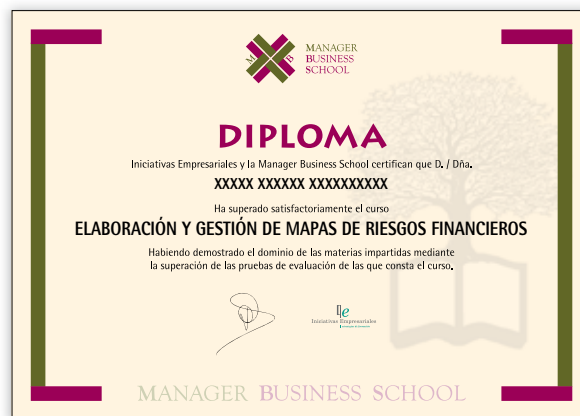 M B
MANAGER
BUSINESS
SCHOOL
DIPLOMA
Iniciativas Empresariales y la Manager Business School certifican que D. / Dña.
XXXXX XXXXXX XXXXXXXXXX
Ha superado satisfactoriamente el curso
ELABORACIÓN Y GESTIÓN DE MAPAS DE RIESGOS FINANCIEROS
Habiendo demostrado el dominio de las materias impartidas mediante
la superación de las pruebas de evaluación de las que consta el curso.
Iniciativas Empresariales
MANAGER BUSINESS SCHOOL